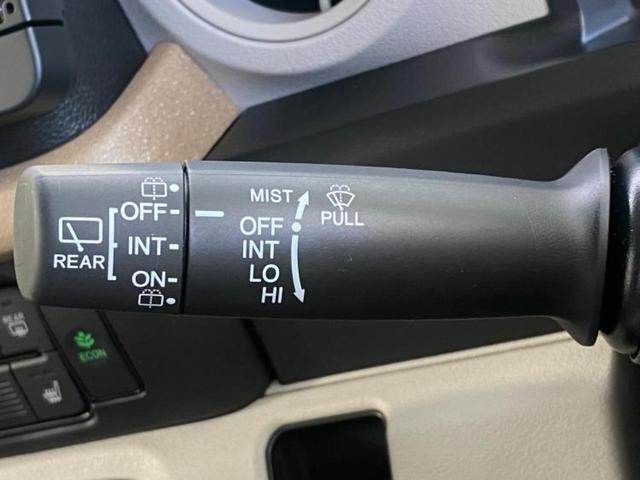 OFF
INT
ON
REAR
MIST
OFF
INT
LO
HI
PULL
REAR
ECON